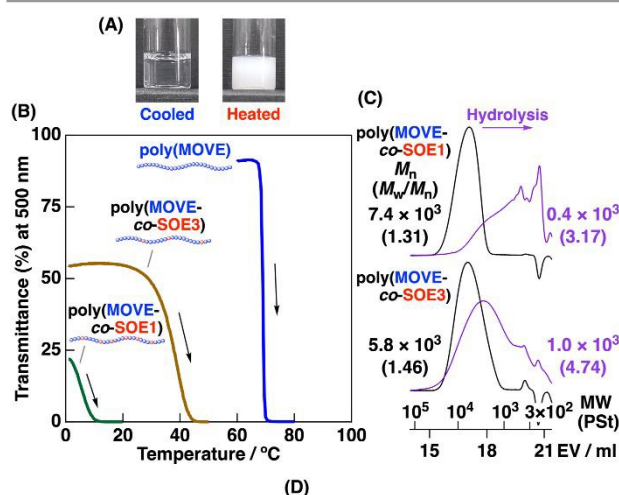 (A)
Cooled Heated
(B)
Transmittance (%) at 500 nm
100
75
50
25
0
poly(MOVE)
poly(MOVE-
co-SOE3)
poly(MOVE-
co-SOE1)
0 20 40 60 80 100
Temperature / ºC
(C)
Hydrolysis
poly(MOVE-
co-SOE1)
Mn
(Mw/Mn)
7.4 × 10³
(1.31)
0.4 × 10³
(3.17)
poly(MOVE-
co-SOE3)
5.8 × 10³
(1.46)
1.0 × 10³
(4.74)
10⁵ 10⁴ 10³ 3×10² MW
(PSt)
15 18 21 EV / ml
(D)